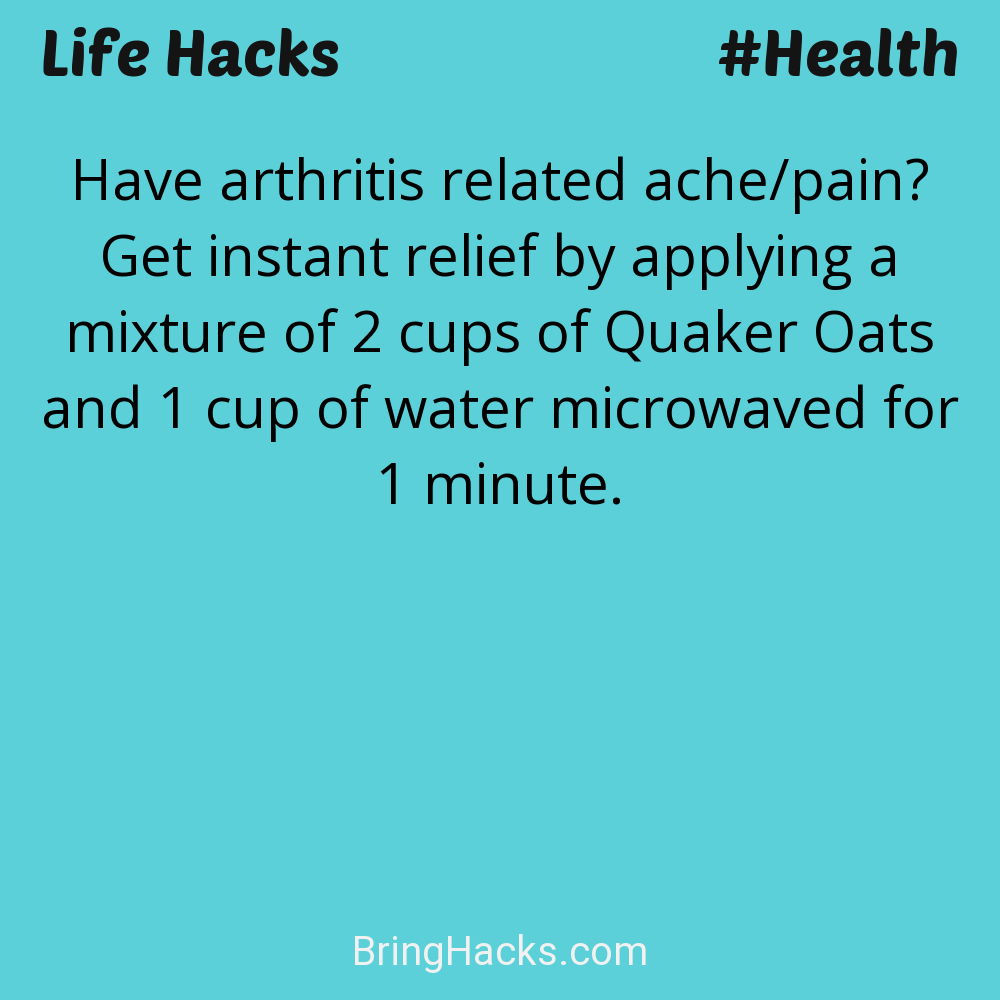 Life Hacks #Health
Have arthritis related ache/pain?
Get instant relief by applying a
mixture of 2 cups of Quaker Oats
and 1 cup of water microwaved for
1 minute.
BringHacks.com